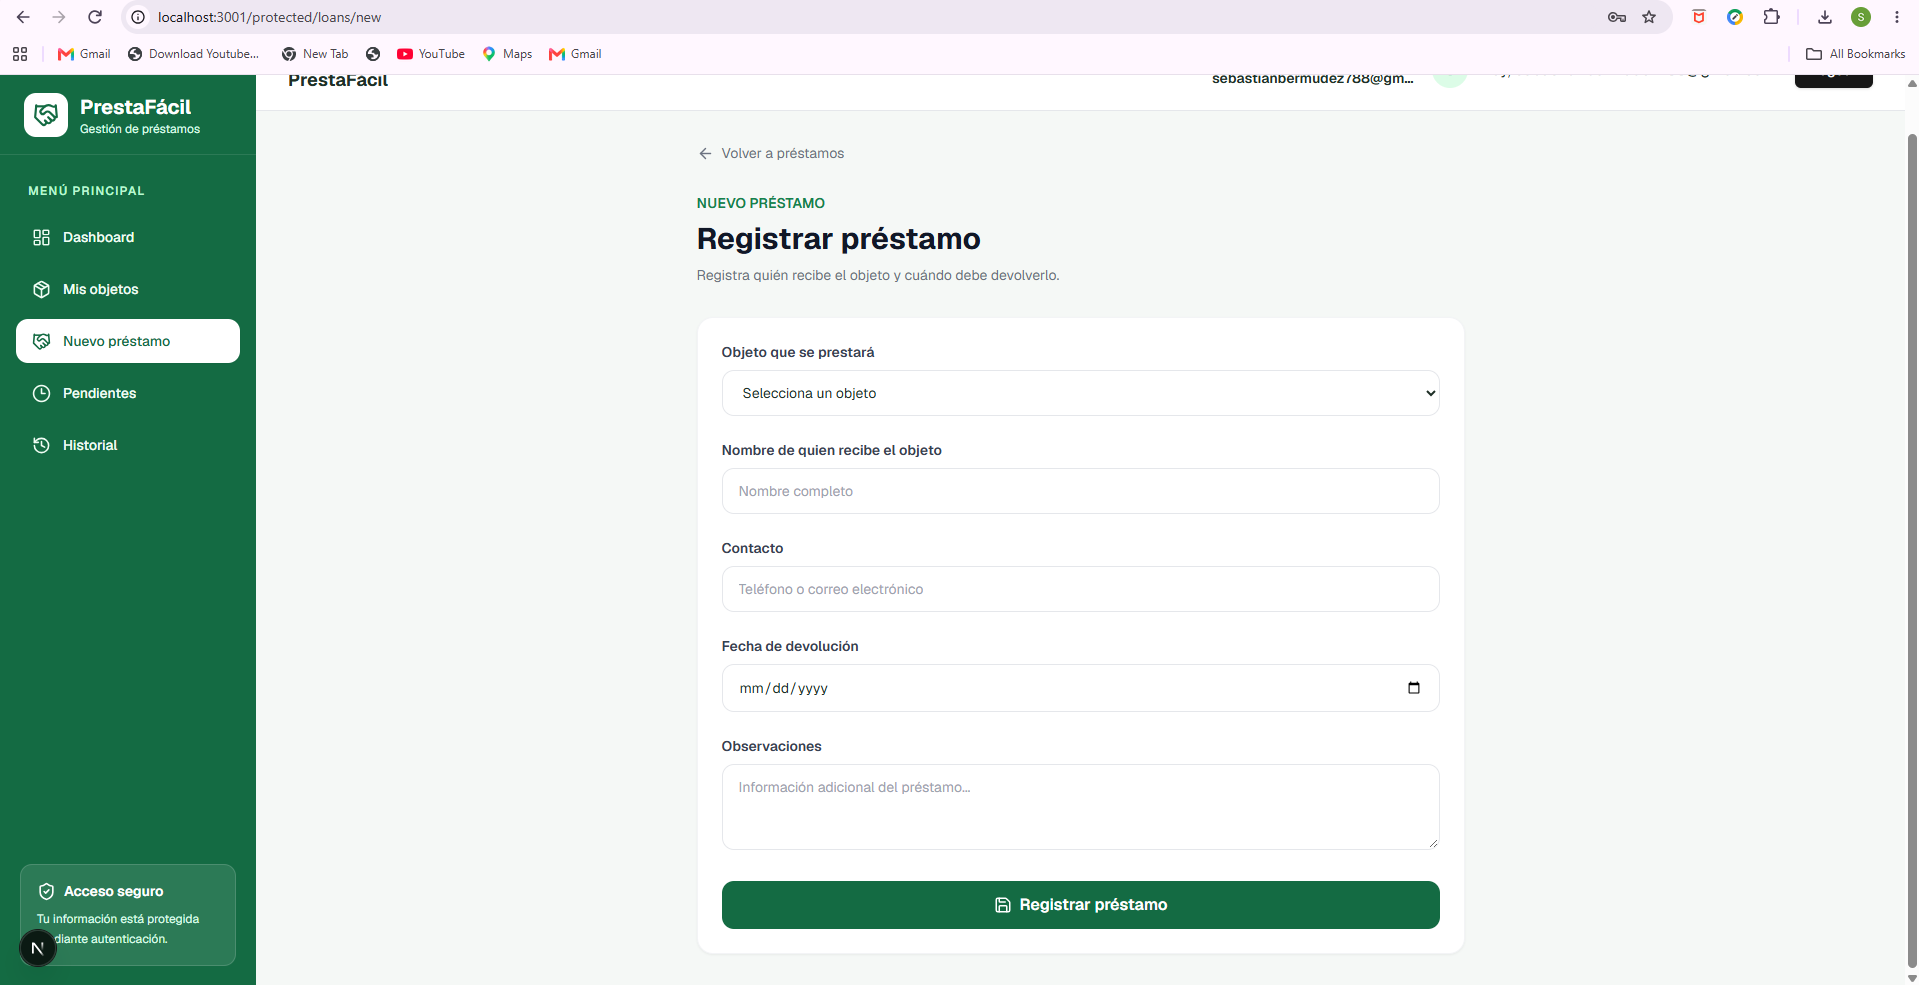 localhost:3001/protected/loans/new
S
Gmail
Download Youtube...
New Tab
YouTube
Maps
Gmail
All Bookmarks
PrestaFácil
Gestión de préstamos
MENÚ PRINCIPAL
Dashboard
Mis objetos
Nuevo préstamo
Pendientes
Historial
Acceso seguro
Tu información está protegida
diante autenticación.
N
PrestaFácil
sebastianbermudez788@gm...
Volver a préstamos
NUEVO PRÉSTAMO
Registrar préstamo
Registra quién recibe el objeto y cuándo debe devolverlo.
Objeto que se prestará
Selecciona un objeto
Nombre de quien recibe el objeto
Nombre completo
Contacto
Teléfono o correo electrónico
Fecha de devolución
mm/dd/yyyy
Observaciones
Información adicional del préstamo...
Registrar préstamo